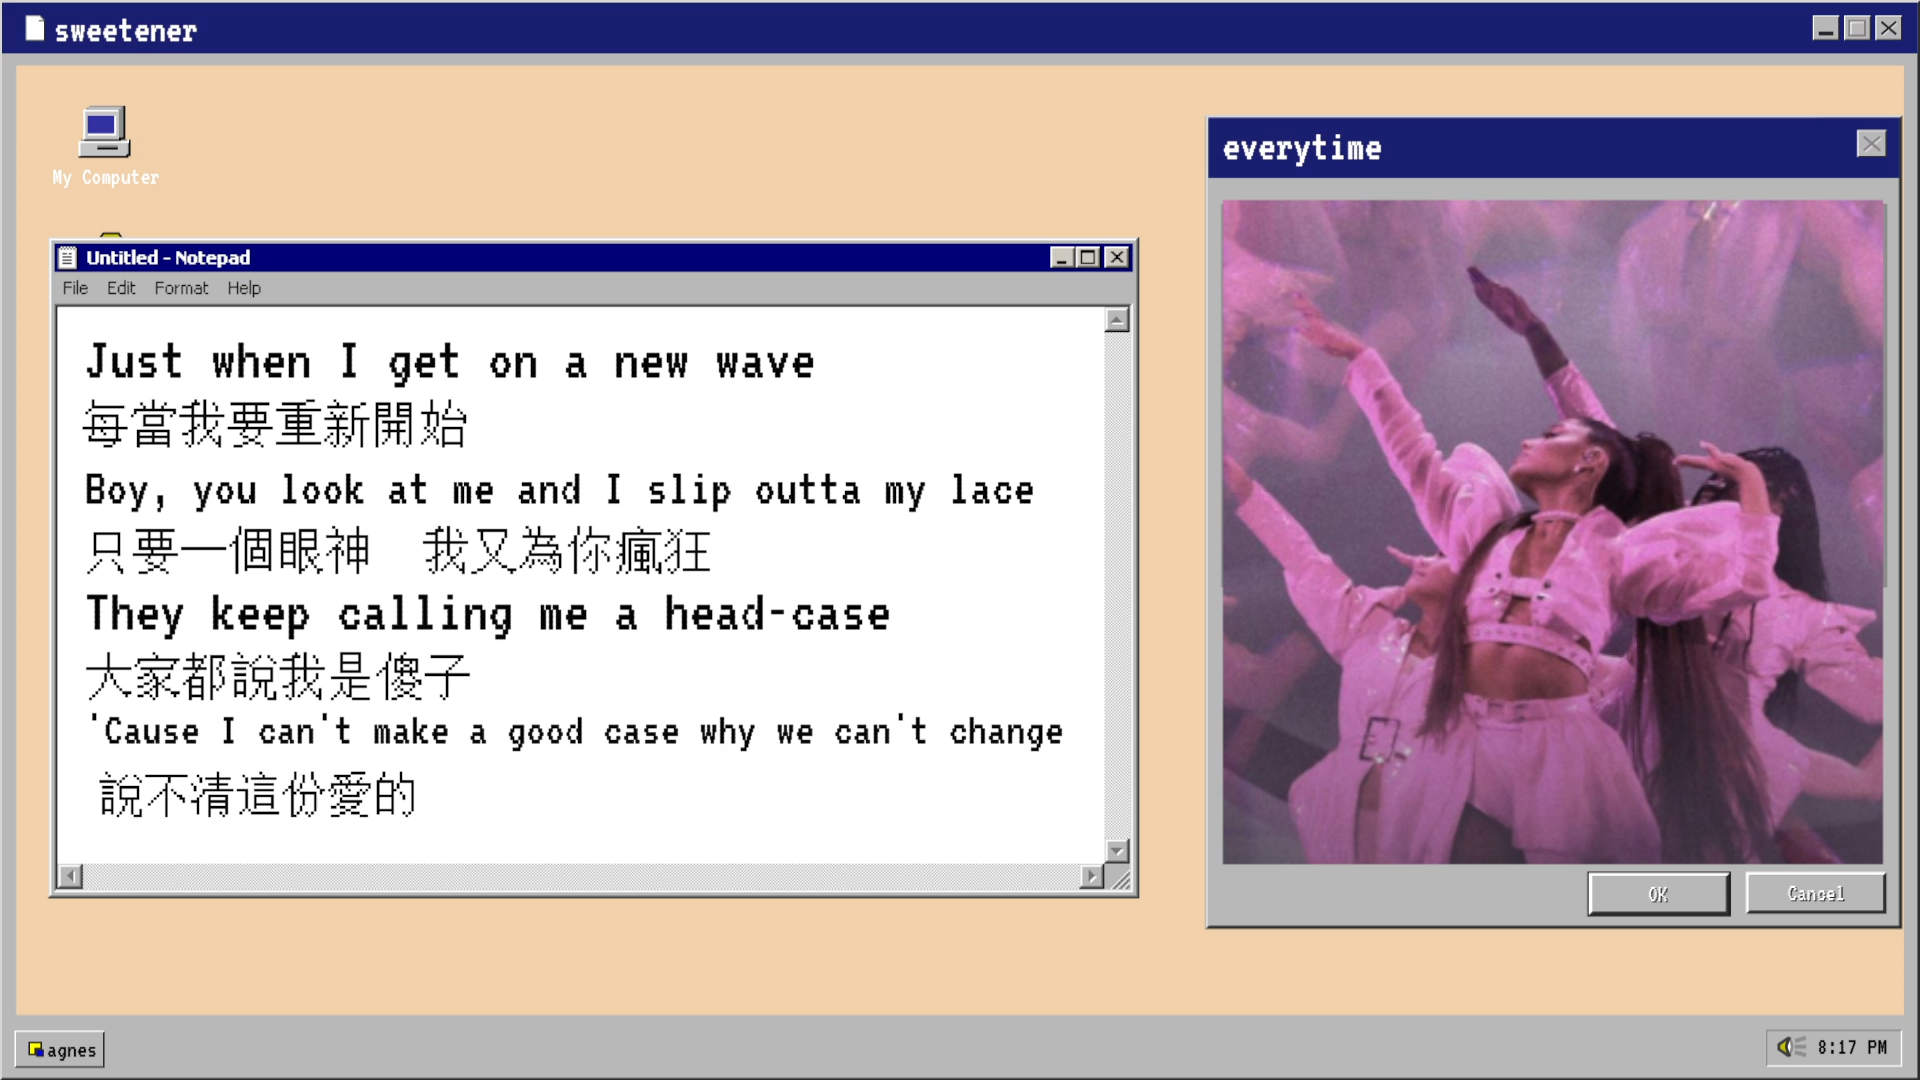 sweetener
My Computer
everytime
Untitled - Notepad
File Edit Format Help
Just when I get on a new wave
每當我要重新開始
Boy, you look at me and I slip outta my lace
只要一個眼神 我又為你瘋狂
They keep calling me a head-case
大家都說我是傻子
'Cause I can't make a good case why we can't change
說不清這份愛的
OK Cancel
agnes
8:17 PM